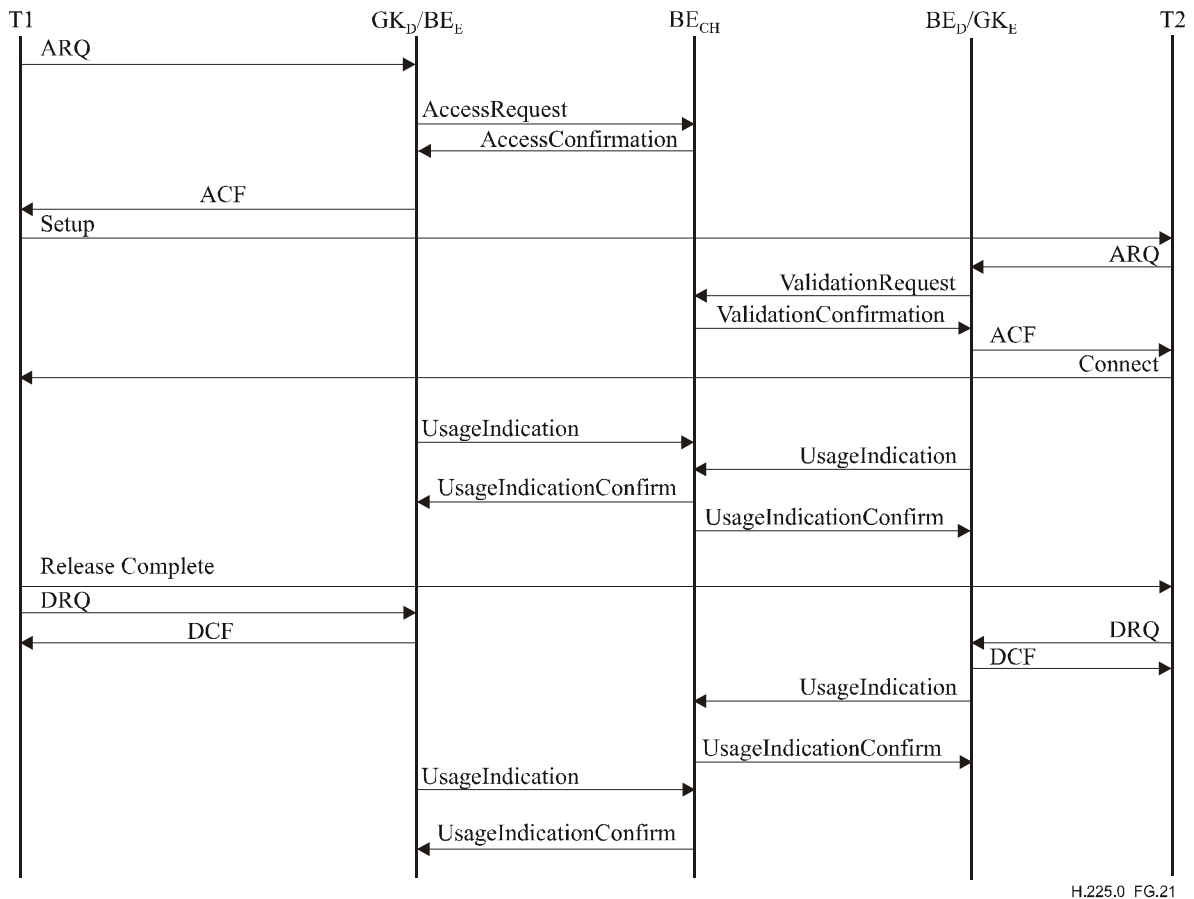 T1 GK_D/BE_E BE_CH BE_D/GK_E T2
ARQ
AccessRequest
AccessConfirmation
ACF
Setup
ARQ
ValidationRequest
ValidationConfirmation
ACF
Connect
UsageIndication
UsageIndication
UsageIndicationConfirm
UsageIndicationConfirm
Release Complete
DRQ
DCF DRQ
DCF
UsageIndication
UsageIndicationConfirm
UsageIndication
UsageIndicationConfirm
H.225.0 FG.21